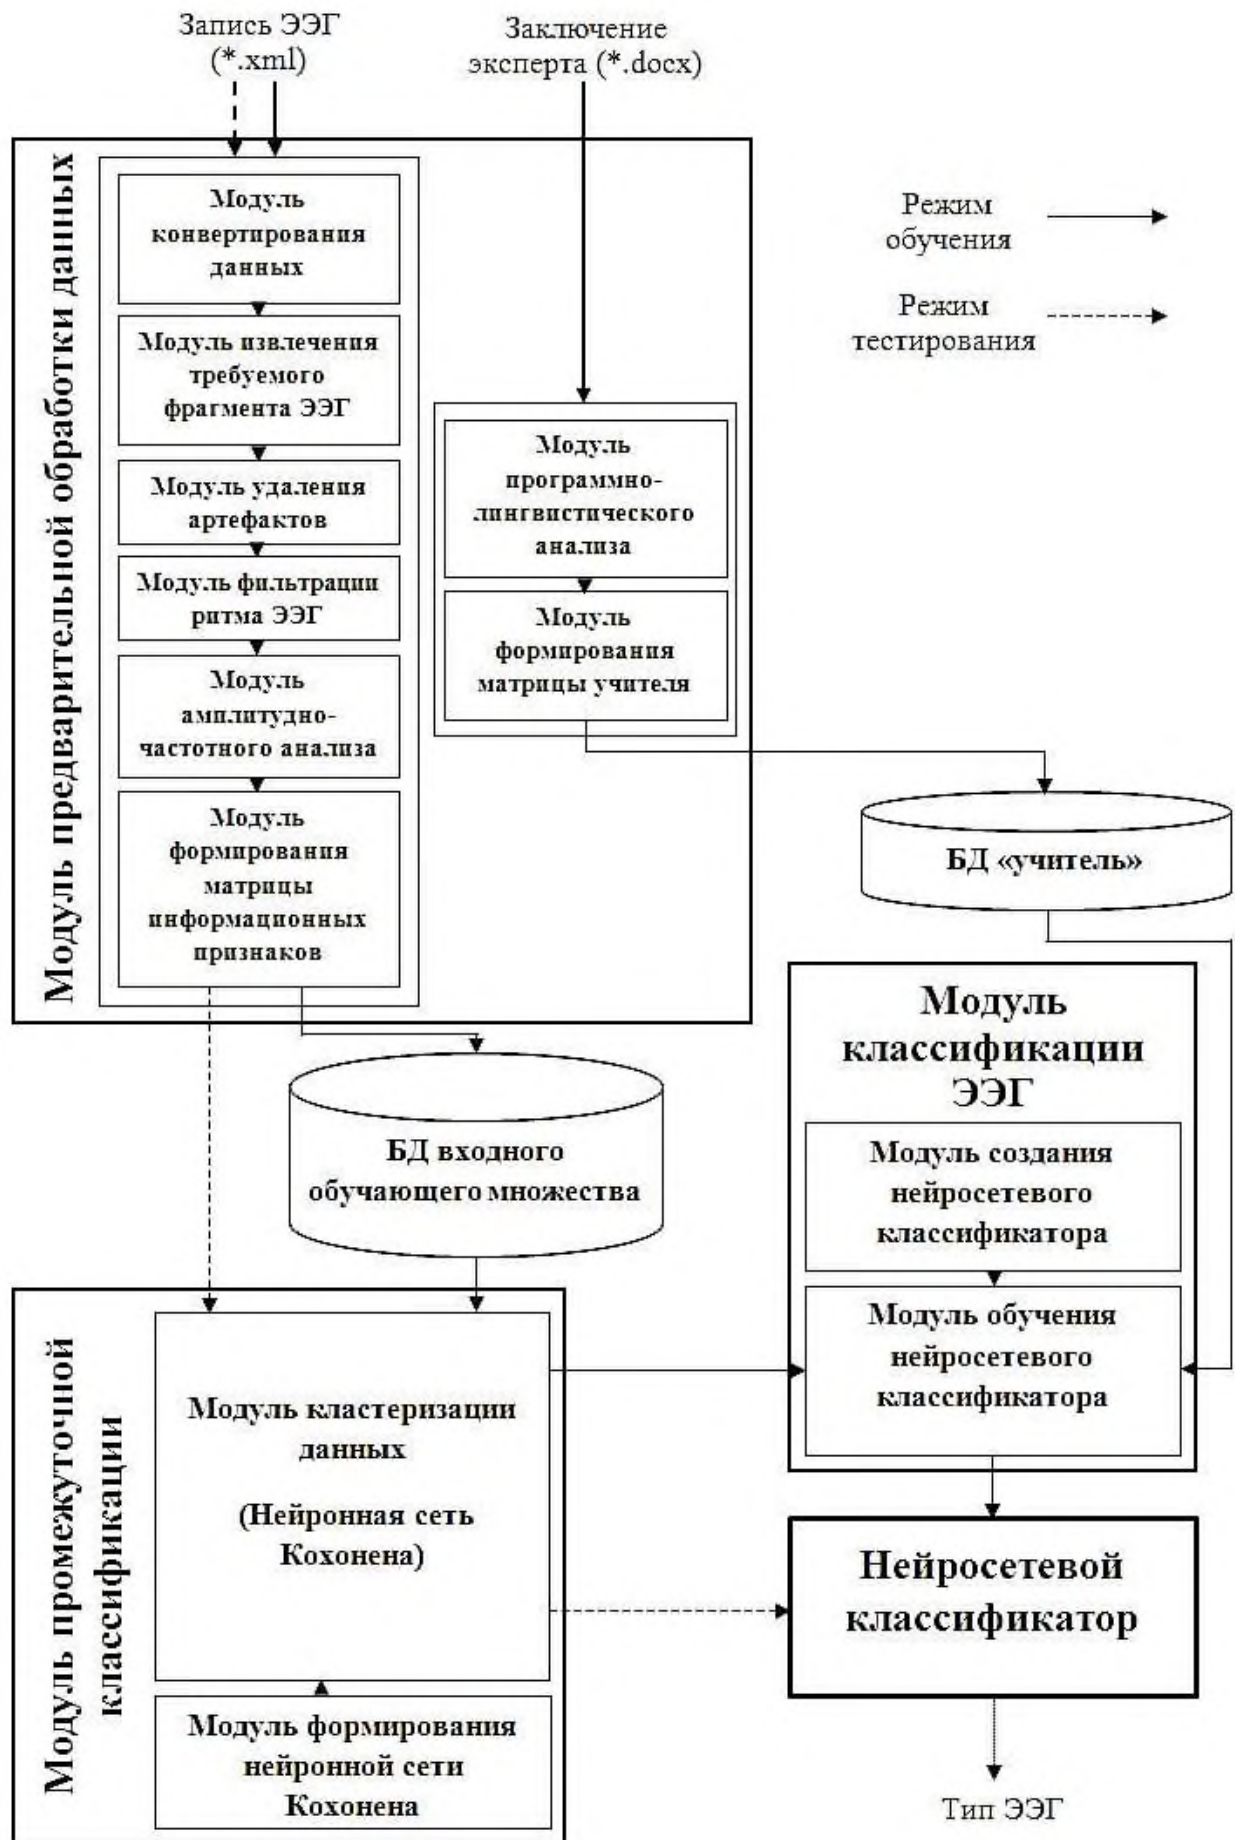 Запись ЭЭГ
(*.xml)
Заключение
эксперта (*.docx)
Модуль предварительной обработки данных
Модуль
конвертирования
данных
Модуль извлечения
требуемого
фрагмента ЭЭГ
Модуль удаления
артефактов
Модуль фильтрации
ритма ЭЭГ
Модуль
амплитудно-
частотного анализа
Модуль
формирования
матрицы
информационных
признаков
Модуль
программно-
лингвистического
анализа
Модуль
формирования
матрицы учителя
Режим
обучения
Режим
тестирования
БД «учитель»
БД входного
обучающего множества
Модуль
классификации
ЭЭГ
Модуль создания
нейросетевого
классификатора
Модуль обучения
нейросетевого
классификатора
Модуль промежуточной
классификации
Модуль кластеризации
данных
(Нейронная сеть
Кохонена)
Модуль формирования
нейронной сети
Кохонена
Нейросетевой
классификатор
Тип ЭЭГ